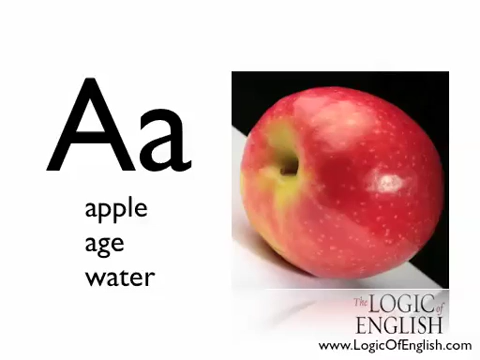 Aa
apple
age
water
The LOGIC of
ENGLISH
www.LogicOfEnglish.com